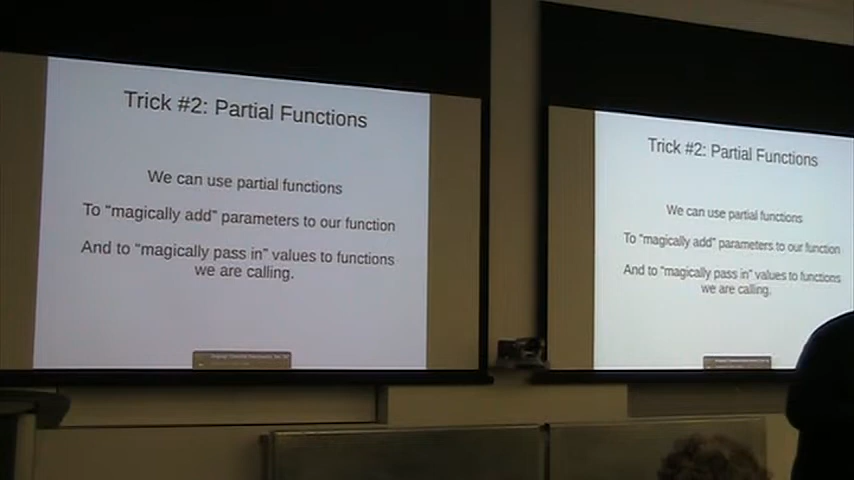 Trick #2: Partial Functions
We can use partial functions
To “magically add” parameters to our function
And to “magically pass in” values to functions
we are calling.
Trick #2: Partial Functions
We can use partial functions
To “magically add” parameters to our function
And to “magically pass in” values to functions
we are calling.